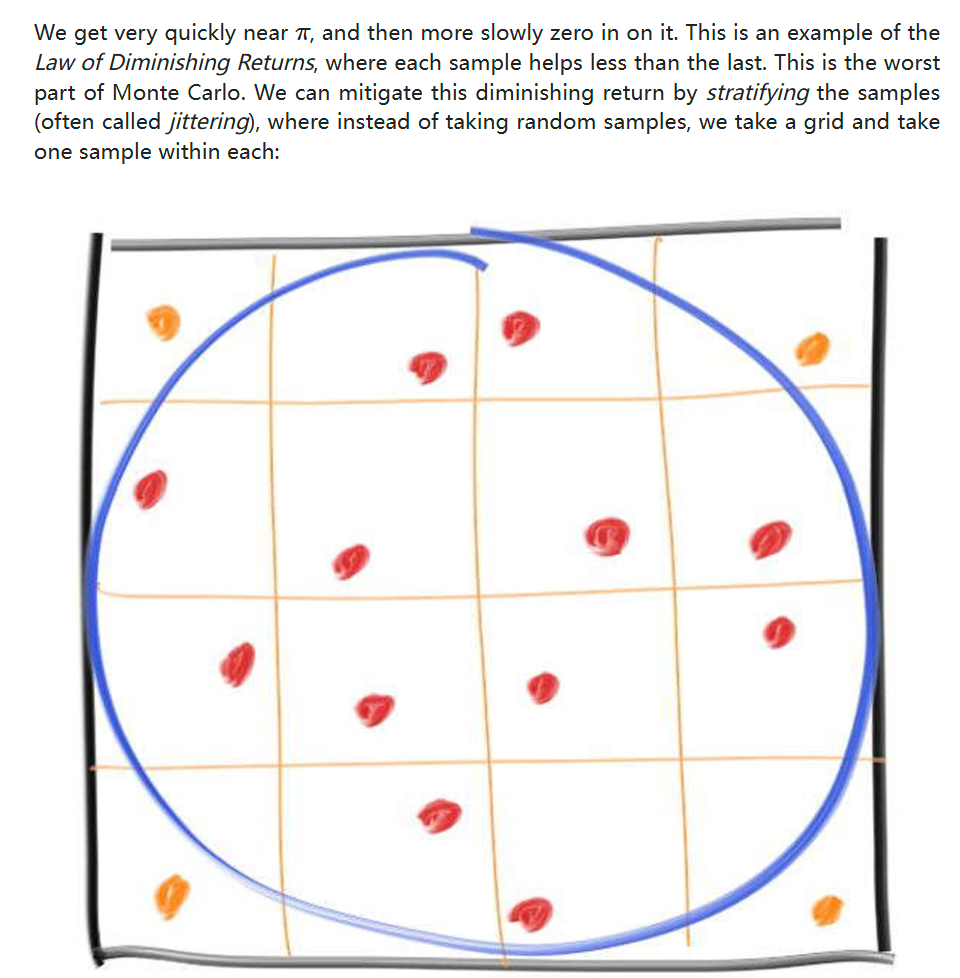 We get very quickly near π, and then more slowly zero in on it. This is an example of the
Law of Diminishing Returns, where each sample helps less than the last. This is the worst
part of Monte Carlo. We can mitigate this diminishing return by stratifying the samples
(often called jittering), where instead of taking random samples, we take a grid and take
one sample within each: